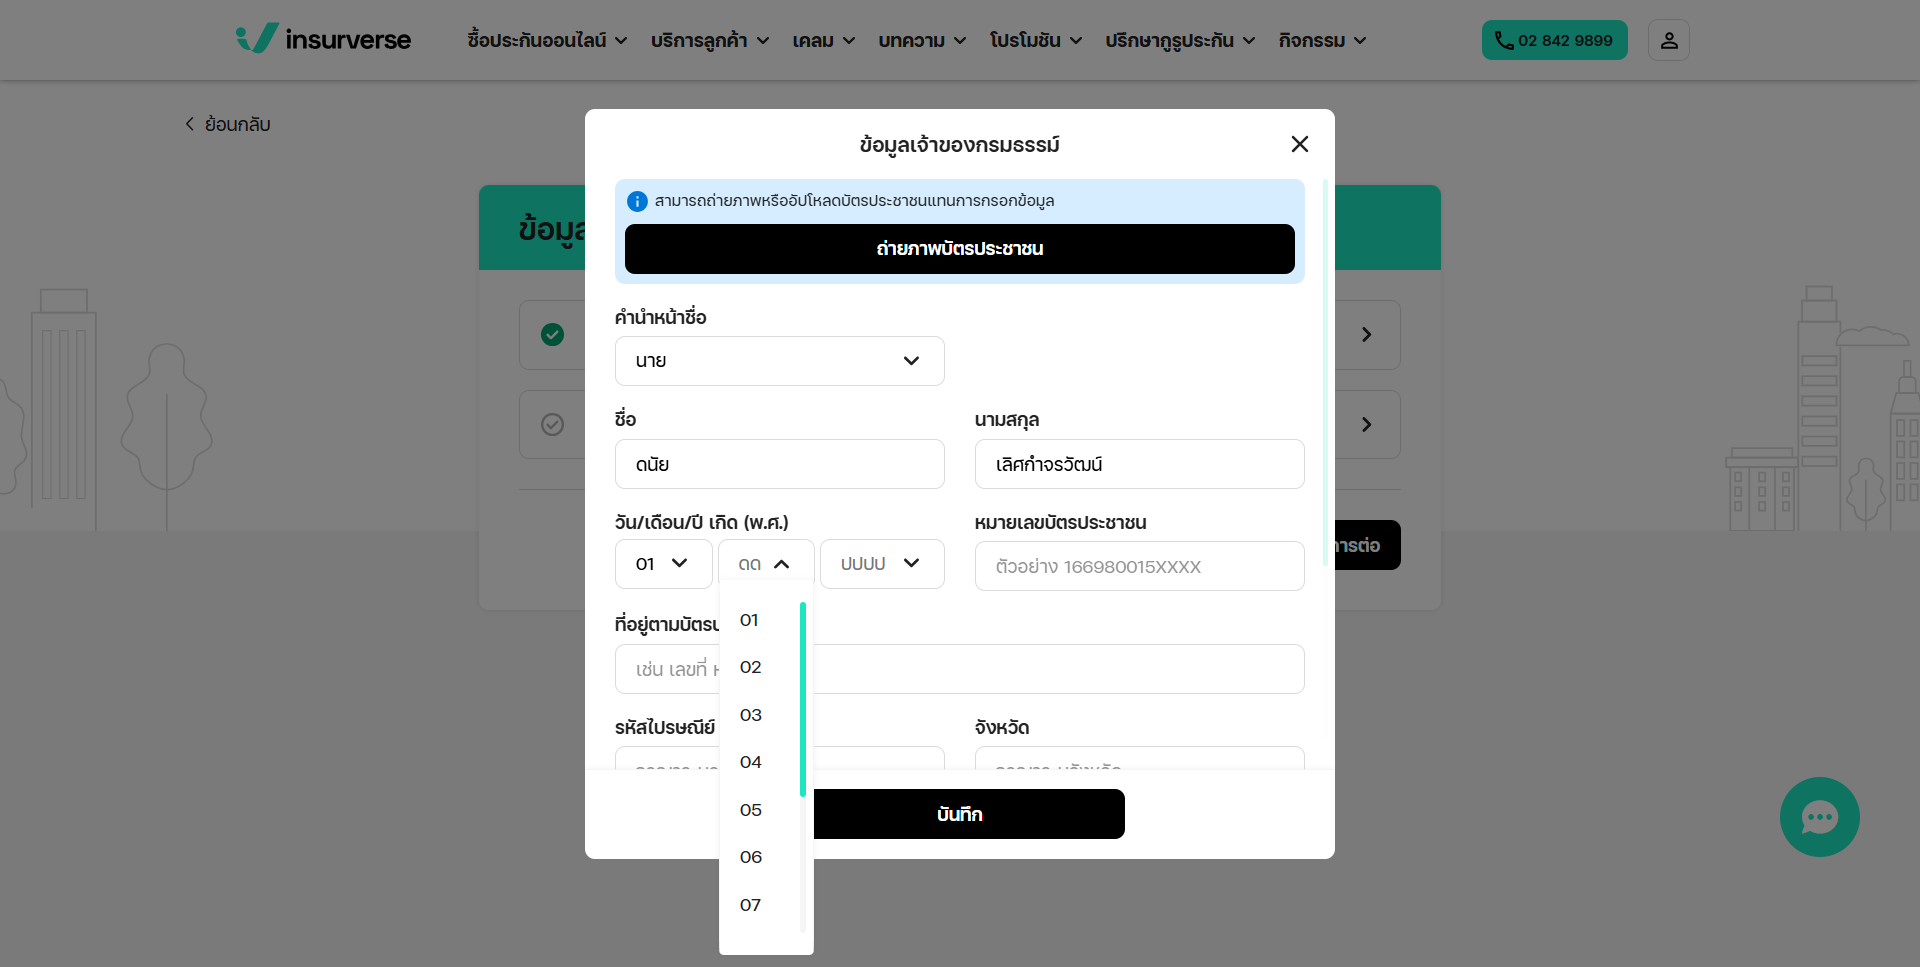 insurverse
ซื้อประกันออนไลน์ บริการลูกค้า เคลม บทความ โปรโมชัน ปรึกษากูรูประกัน กิจกรรม
02 842 9899
ย้อนกลับ
ข้อมูลเจ้าของกรมธรรม์
สามารถถ่ายภาพหรืออัปโหลดบัตรประชาชนแทนการกรอกข้อมูล
ถ่ายภาพบัตรประชาชน
ข้อมูล
คำนำหน้าชื่อ
นาย
ชื่อ นามสกุล
ดนัย เลิศกำจรวัฒน์
วัน/เดือน/ปี เกิด (พ.ศ.) หมายเลขบัตรประชาชน
01 ดด ปปปป ตัวอย่าง 166980015XXXX
การต่อ
01
ที่อยู่ตามบัตรป
02
เช่น เลขที่ ห
03
รหัสไปรษณีย์ จังหวัด
04
05
บันทึก
06
07